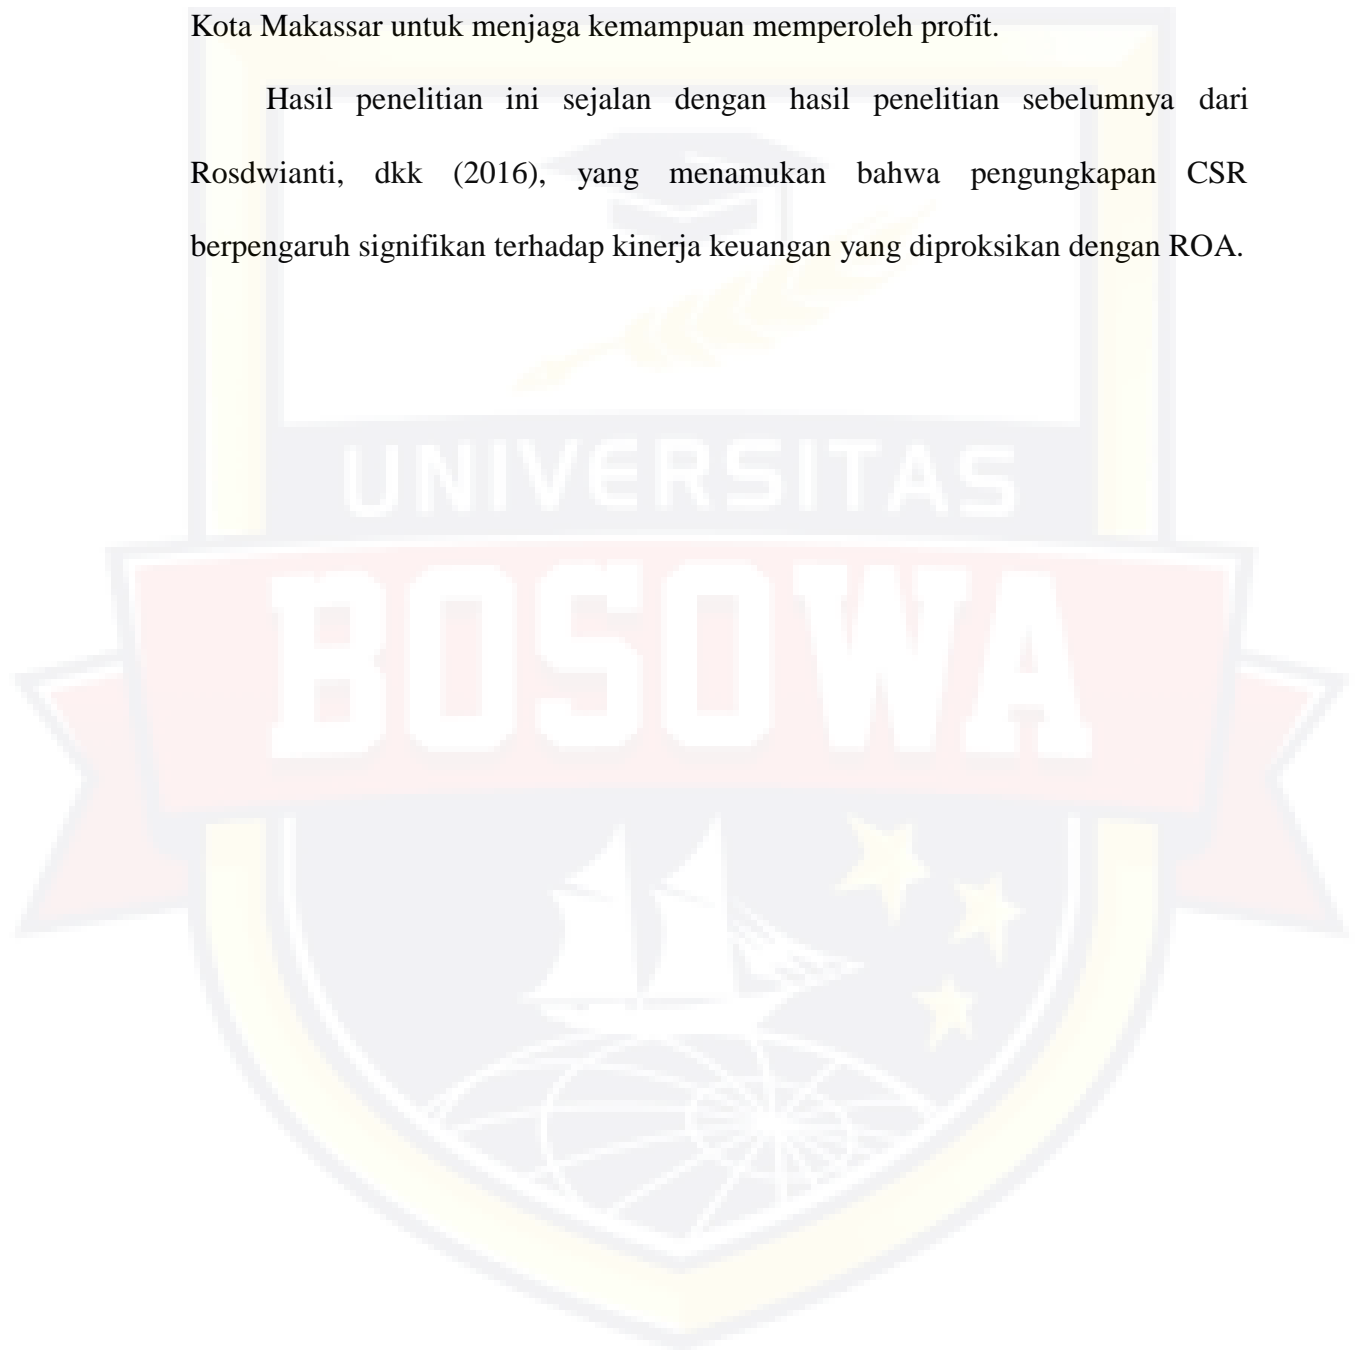 Kota Makassar untuk menjaga kemampuan memperoleh profit.
Hasil penelitian ini sejalan dengan hasil penelitian sebelumnya dari
Rosdwianti, dkk (2016), yang menamukan bahwa pengungkapan CSR
berpengaruh signifikan terhadap kinerja keuangan yang diproksikan dengan ROA.
UNIVERSITAS
BOSOWA